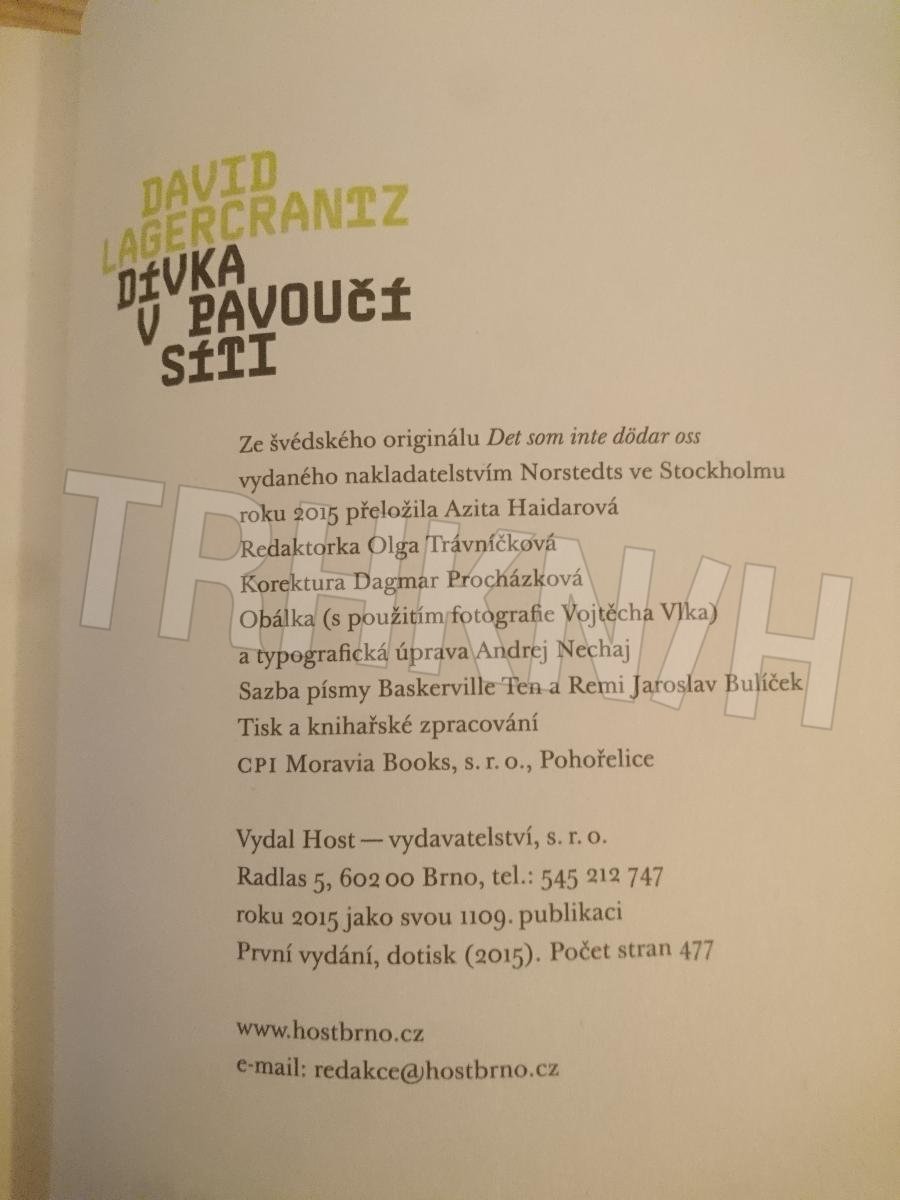 DAVID
LAGERCRANTZ
DÍVKA
V PAVOUČÍ
SÍTI
Ze švédského originálu Det som inte dödar oss
vydaného nakladatelstvím Norstedts ve Stockholmu
roku 2015 přeložila Azita Haidarová
Redaktorka Olga Trávníčková
Korektura Dagmar Procházková
Obálka (s použitím fotografie Vojtěcha Vlka)
a typografická úprava Andrej Nechaj
Sazba písmy Baskerville Ten a Remi Jaroslav Bulíček
Tisk a knihařské zpracování
CPI Moravia Books, s. r. o., Pohořelice
TRHKNIH
Vydal Host — vydavatelství, s. r. o.
Radlas 5, 602 00 Brno, tel.: 545 212 747
roku 2015 jako svou 1109. publikaci
První vydání, dotisk (2015). Počet stran 477
www.hostbrno.cz
e-mail: redakce@hostbrno.cz